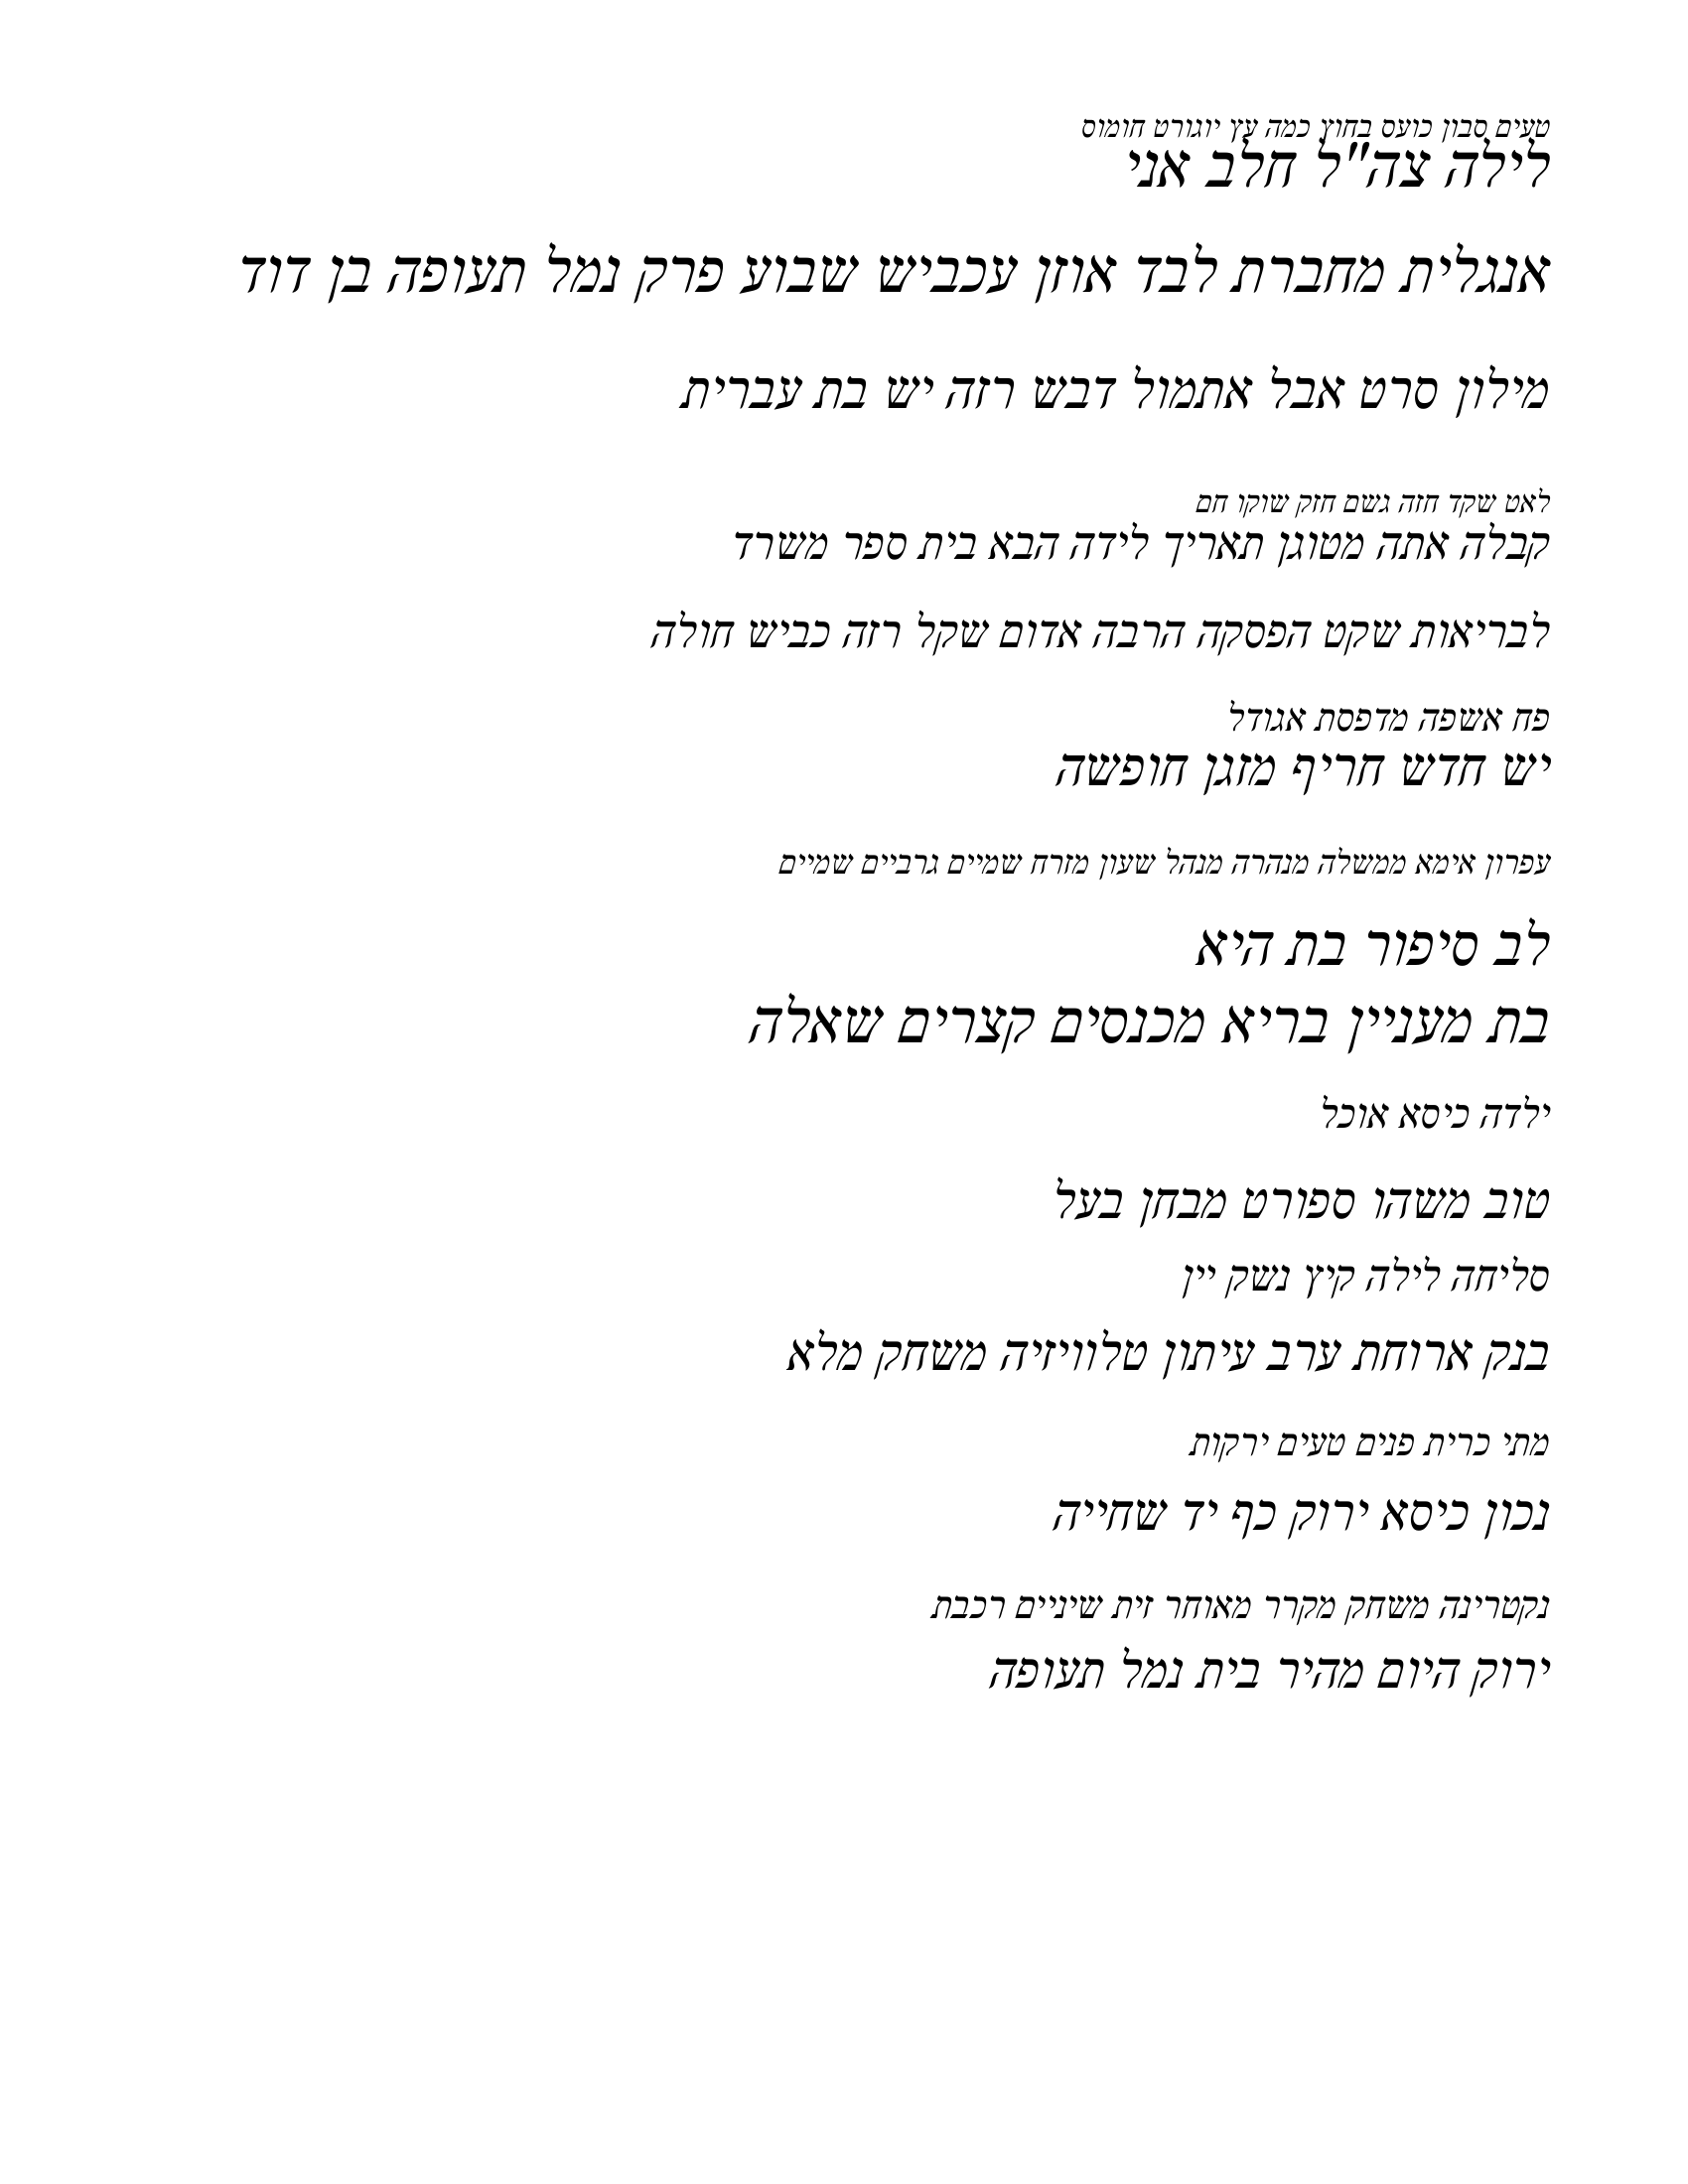 טעים סבון כועס בחוץ כמה עץ יוגורט חומוס
לילה צה"ל חלב אני
אנגלית מחברת לבד אוזן עכביש שבוע פרק נמל תעופה בן דוד
מילון סרט אבל אתמול דבש רזה יש בת עברית
לאט שקד חזה גשם חזק שוקו חם
קבלה אתה מטוגן תאריך לידה הבא בית ספר משרד
לבריאות שקט הפסקה הרבה אדום שקל רזה כביש חולה
פח אשפה מדפסת אגודל
יש חדש חריף מזגן חופשה
עפרון אימא ממשלה מנהרה מנהל שעון מזרח שמיים גרביים שמיים
לב סיפור בת היא
בת מעניין בריא מכנסים קצרים שאלה
ילדה כיסא אוכל
טוב משהו ספורט מבחן בעל
סליחה לילה קיץ נשק יין
בנק ארוחת ערב עיתון טלוויזיה משחק מלא
מתי כרית פנים טעים ירקות
נכון כיסא ירוק כף יד שחייה
נקטרינה משחק מקרר מאוחר זית שיניים רכבת
ירוק היום מהיר בית נמל תעופה